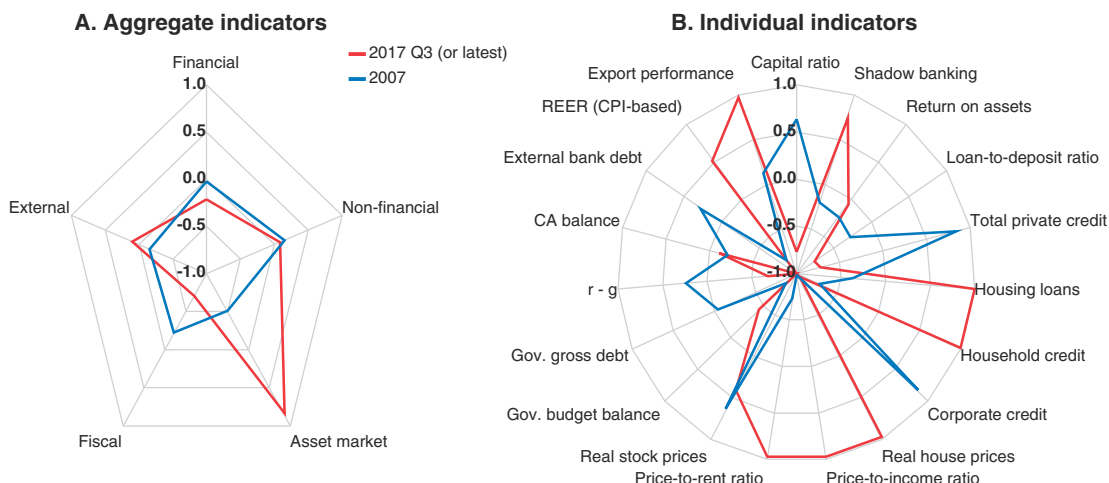 A. Aggregate indicators
2017 Q3 (or latest)
2007
Financial
1.0
0.5
0.0
-0.5
-1.0
Non-financial
Asset market
Fiscal
External
B. Individual indicators
Capital ratio
1.0
0.5
0.0
-0.5
-1.0
Shadow banking
Return on assets
Loan-to-deposit ratio
Total private credit
Housing loans
Household credit
Corporate credit
Real house prices
Price-to-income ratio
Price-to-rent ratio
Real stock prices
Gov. budget balance
Gov. gross debt
r - g
CA balance
External bank debt
REER (CPI-based)
Export performance